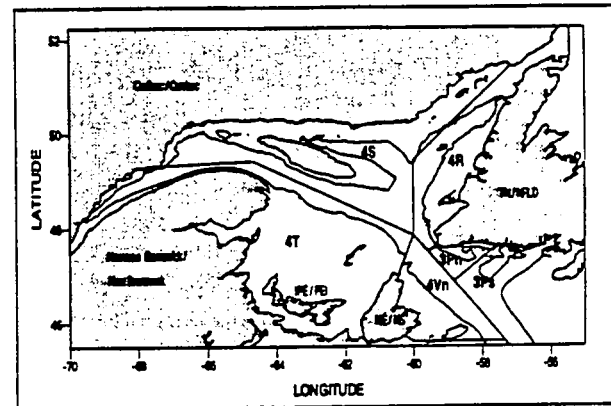 52
Quebec/Quebec
50
4S
4R
TN/NFLD
LATITUDE
48
4T
3Pn
3Ps
4Vn
IPE/PEI
NE/NS
46
-70
-68
-66
-64
-62
-60
-58
-56
LONGITUDE